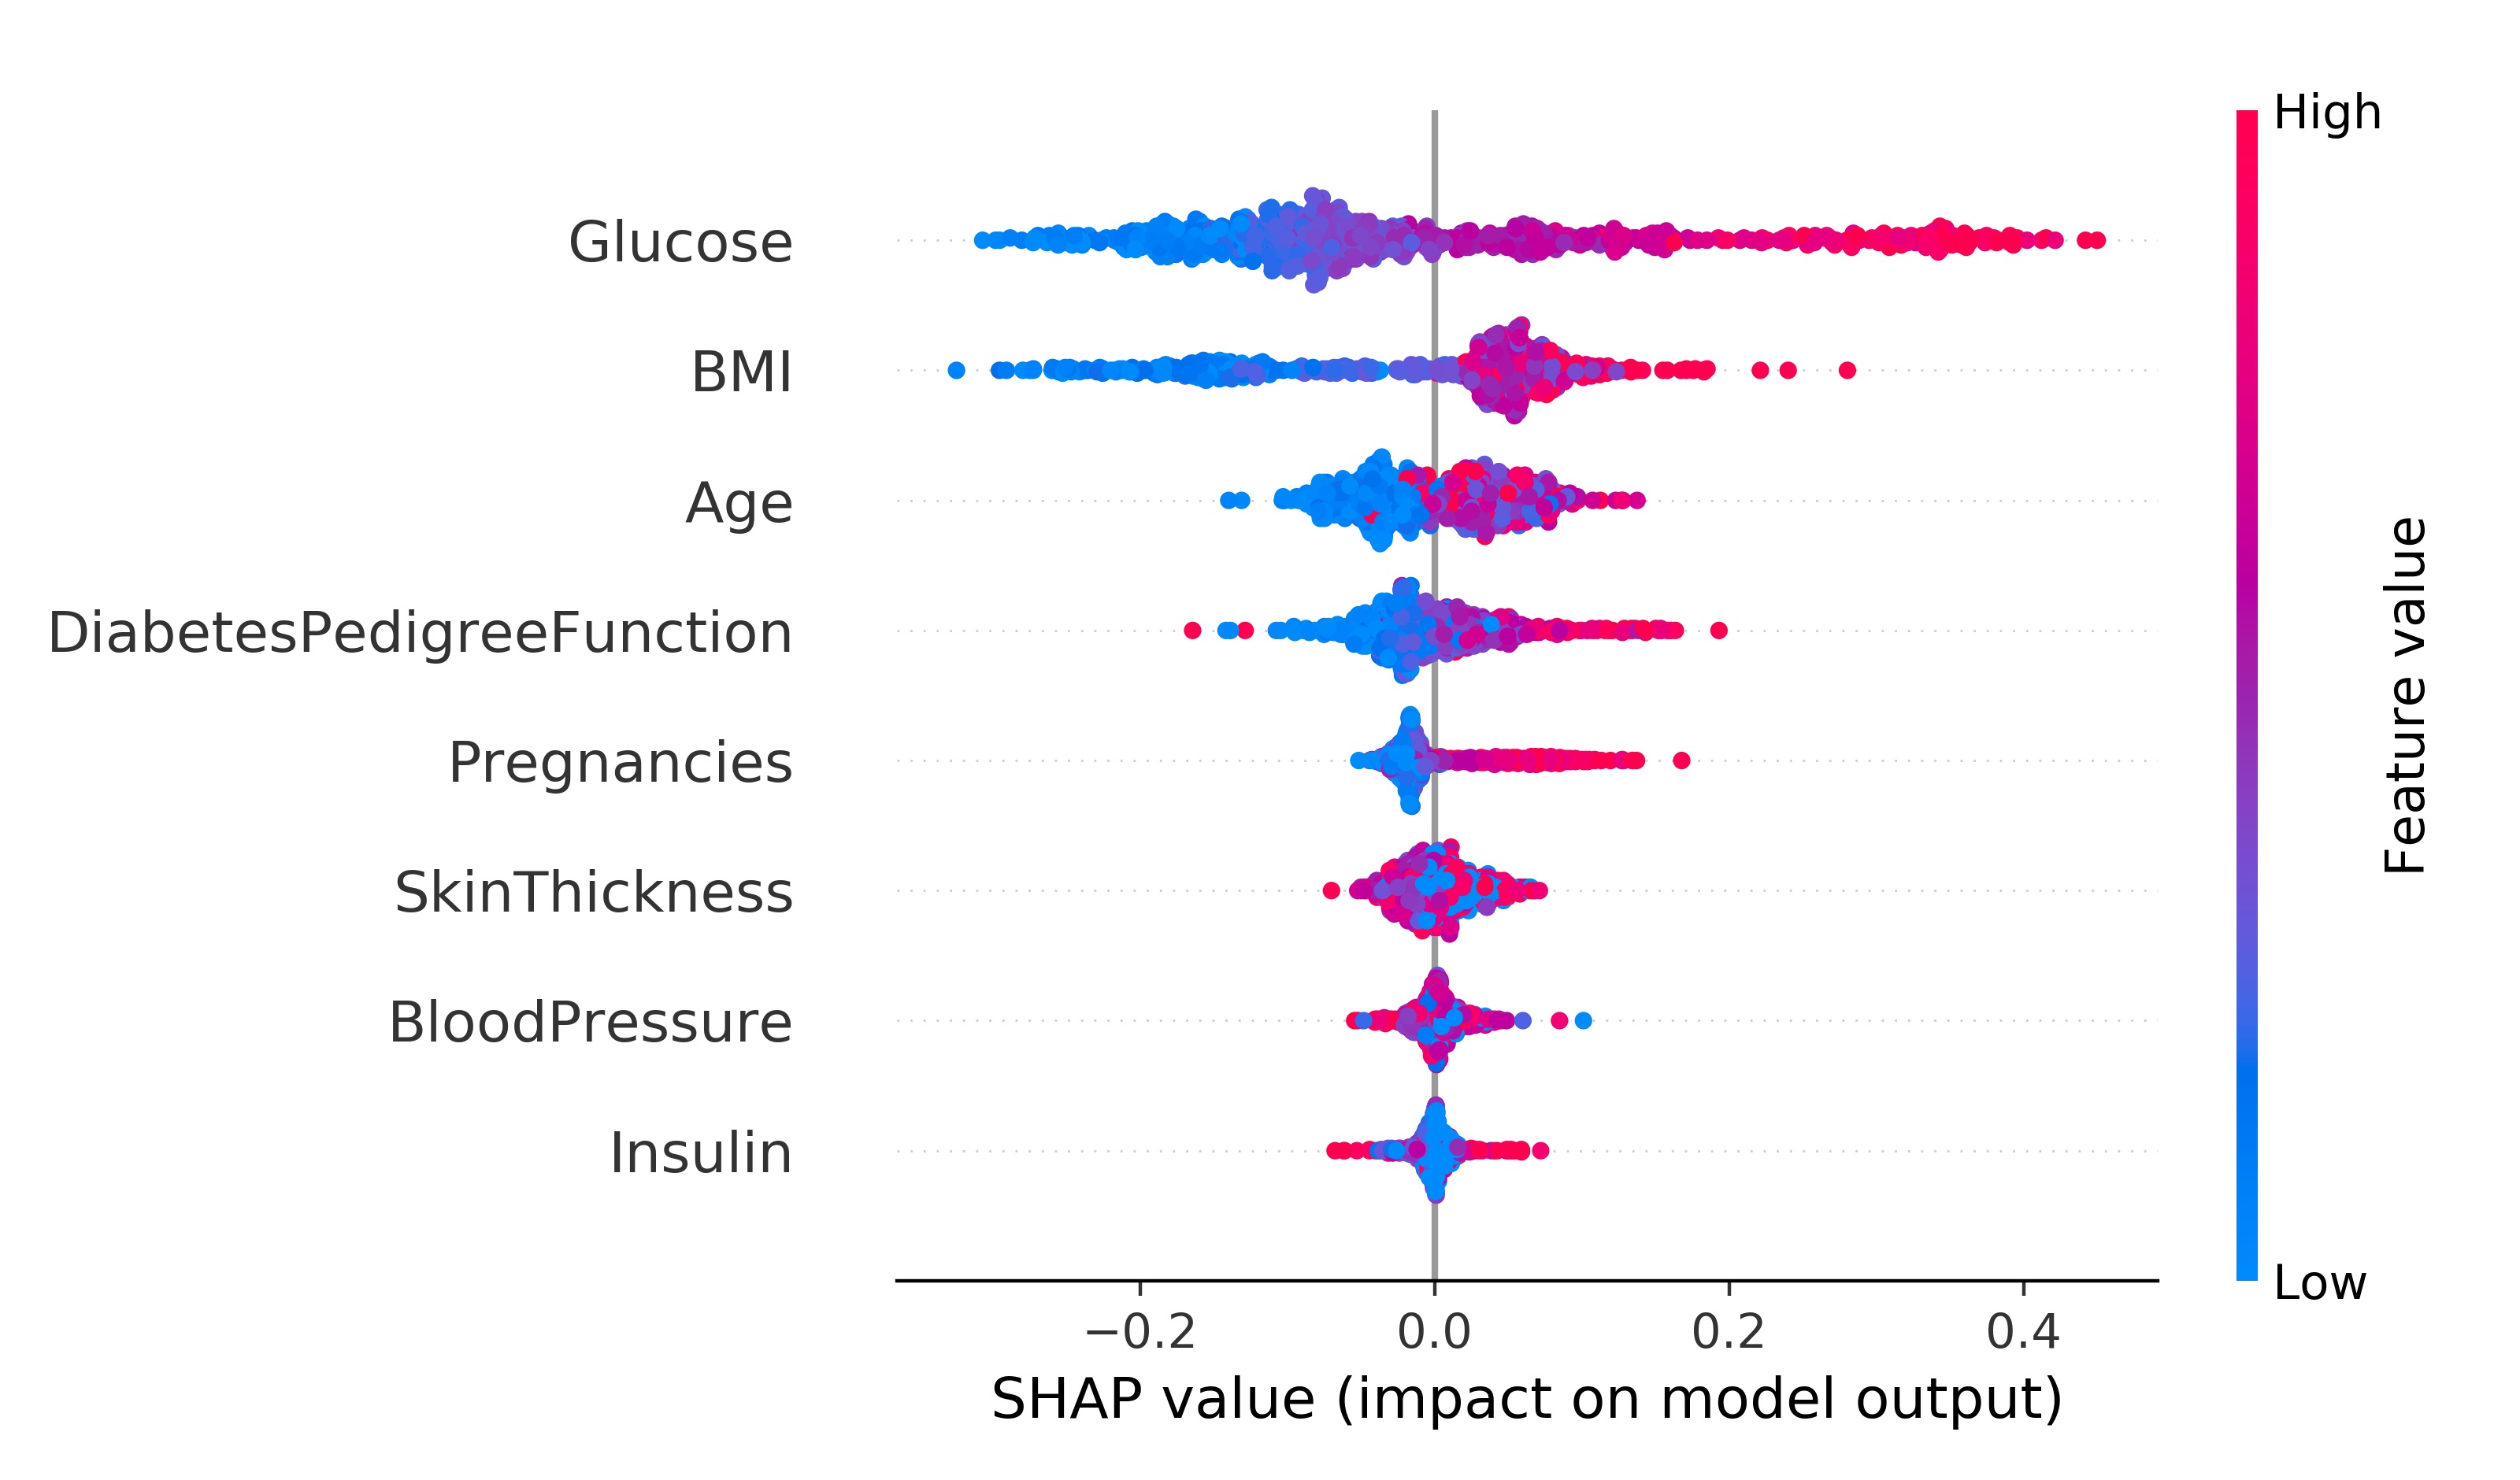 High
Glucose
BMI
Age
DiabetesPedigreeFunction
Pregnancies
SkinThickness
BloodPressure
Insulin
Feature value
Low
−0.2 0.0 0.2 0.4
SHAP value (impact on model output)